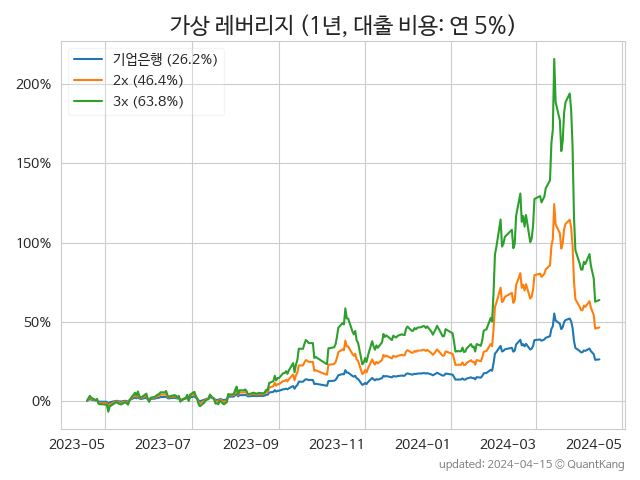 가상 레버리지 (1년, 대출 비용: 연 5%)
기업은행 (26.2%)
2x (46.4%)
3x (63.8%)
200%
150%
100%
50%
0%
2023-05 2023-07 2023-09 2023-11 2024-01 2024-03 2024-05
updated: 2024-04-15 © QuantKang